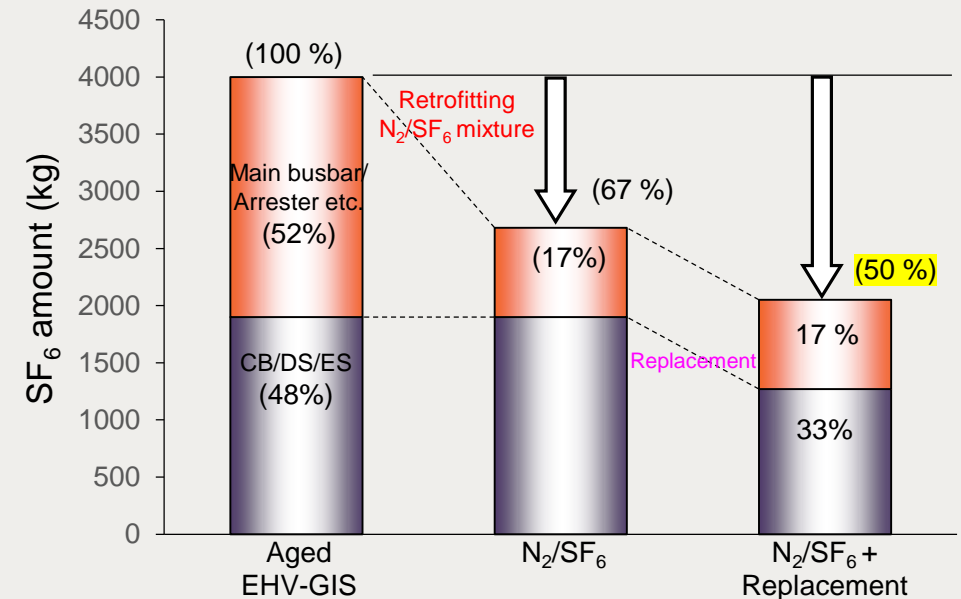 4500
4000
3500
3000
2500
2000
1500
1000
500
0
SF₆ amount (kg)
(100 %)
Main busbar/
Arrester etc.
(52%)
CB/DS/ES
(48%)
Retrofitting
N₂/SF₆ mixture
(67 %)
(17%)
Replacement
(50 %)
17 %
33%
Aged
EHV-GIS
N₂/SF₆
N₂/SF₆ +
Replacement